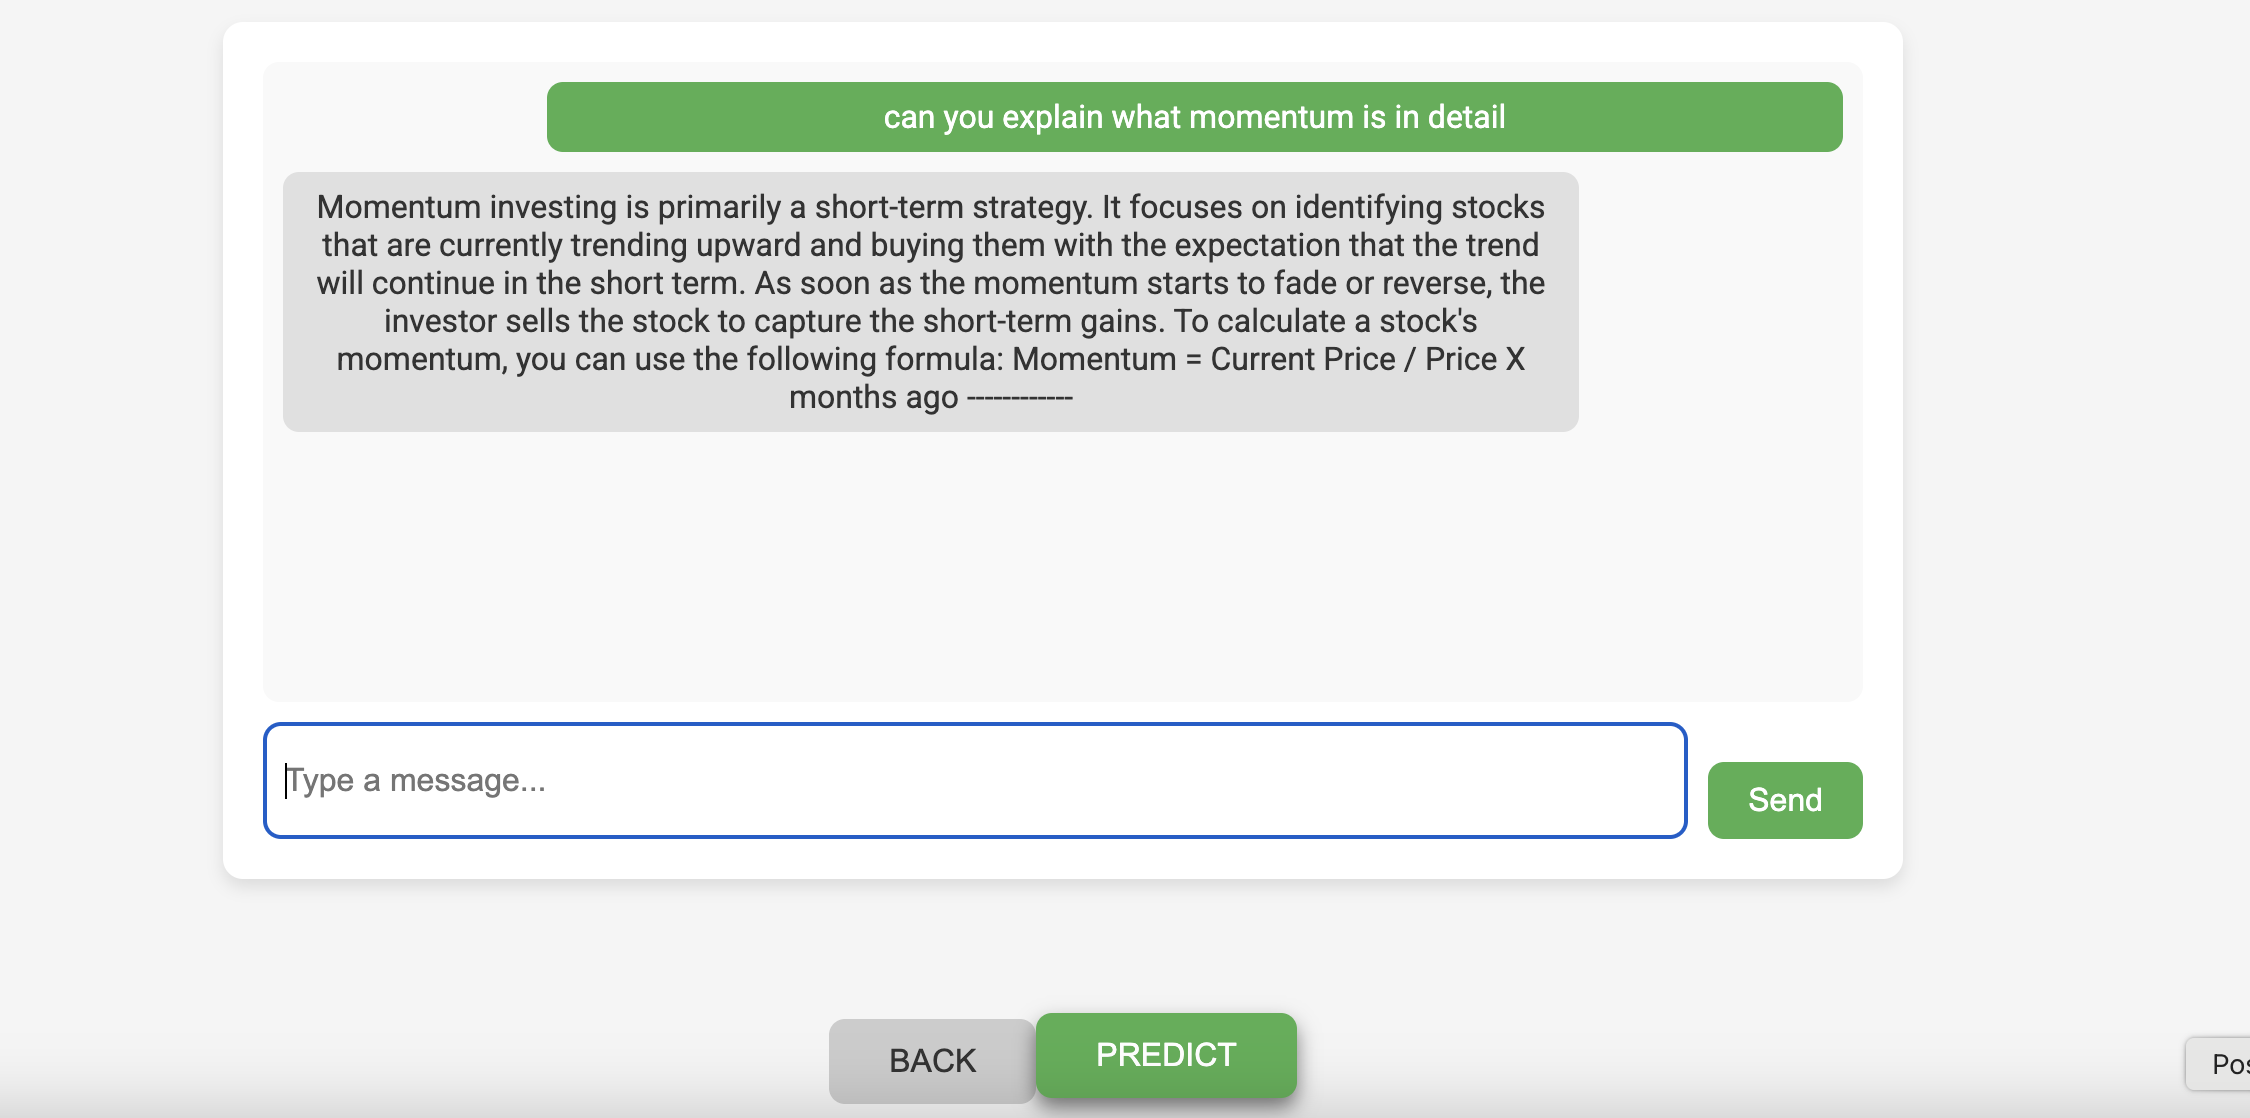 can you explain what momentum is in detail
Momentum investing is primarily a short-term strategy. It focuses on identifying stocks
that are currently trending upward and buying them with the expectation that the trend
will continue in the short term. As soon as the momentum starts to fade or reverse, the
investor sells the stock to capture the short-term gains. To calculate a stock's
momentum, you can use the following formula: Momentum = Current Price / Price X
months ago ------------
Type a message...
Send
BACK
PREDICT